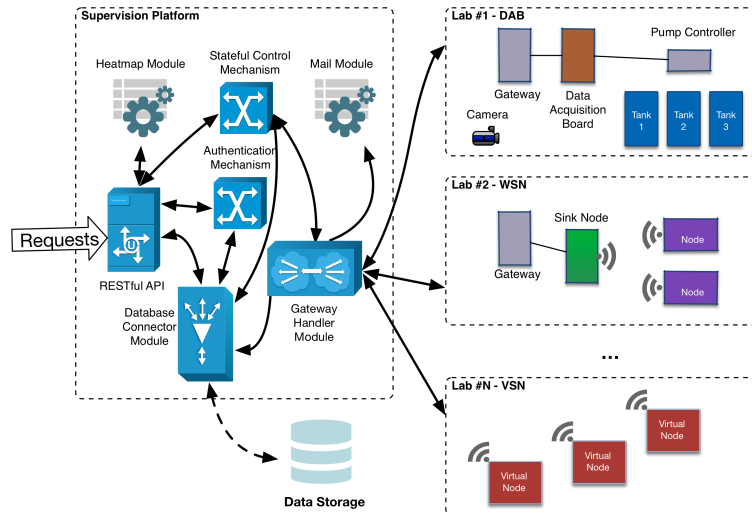 Supervision Platform
Heatmap Module
Stateful Control
Mechanism
Mail Module
Authentication
Mechanism
Requests
U
RESTful API
Database
Connector
Module
Gateway
Handler
Module
Data Storage
Lab #1 - DAB
Pump Controller
Gateway
Data
Acquisition
Board
Camera
Tank
1
Tank
2
Tank
3
Lab #2 - WSN
Sink Node
Gateway
Node
Node
...
Lab #N - VSN
Virtual
Node
Virtual
Node
Virtual
Node